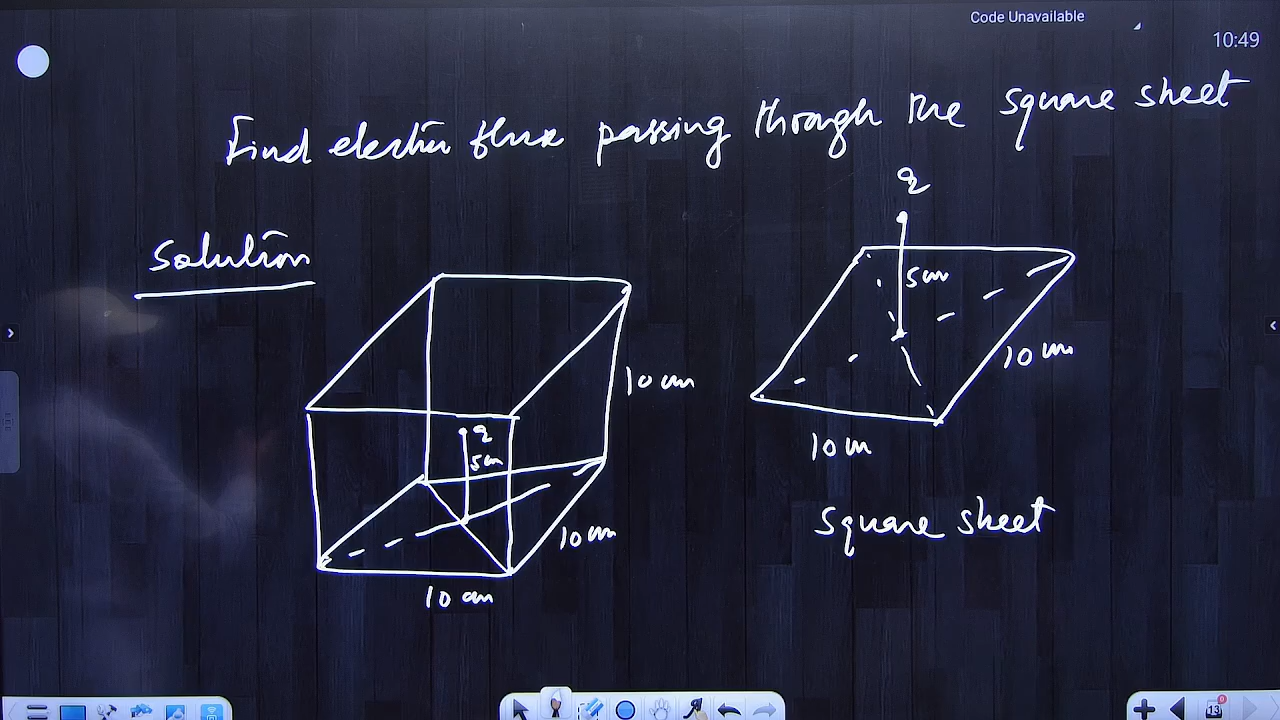 Code Unavailable
10:49
Find electric flux passing through the square sheet
q
Solution
5cm
10 cm
10 cm
q
5cm
10 cm
10 cm
10 cm
square sheet
13